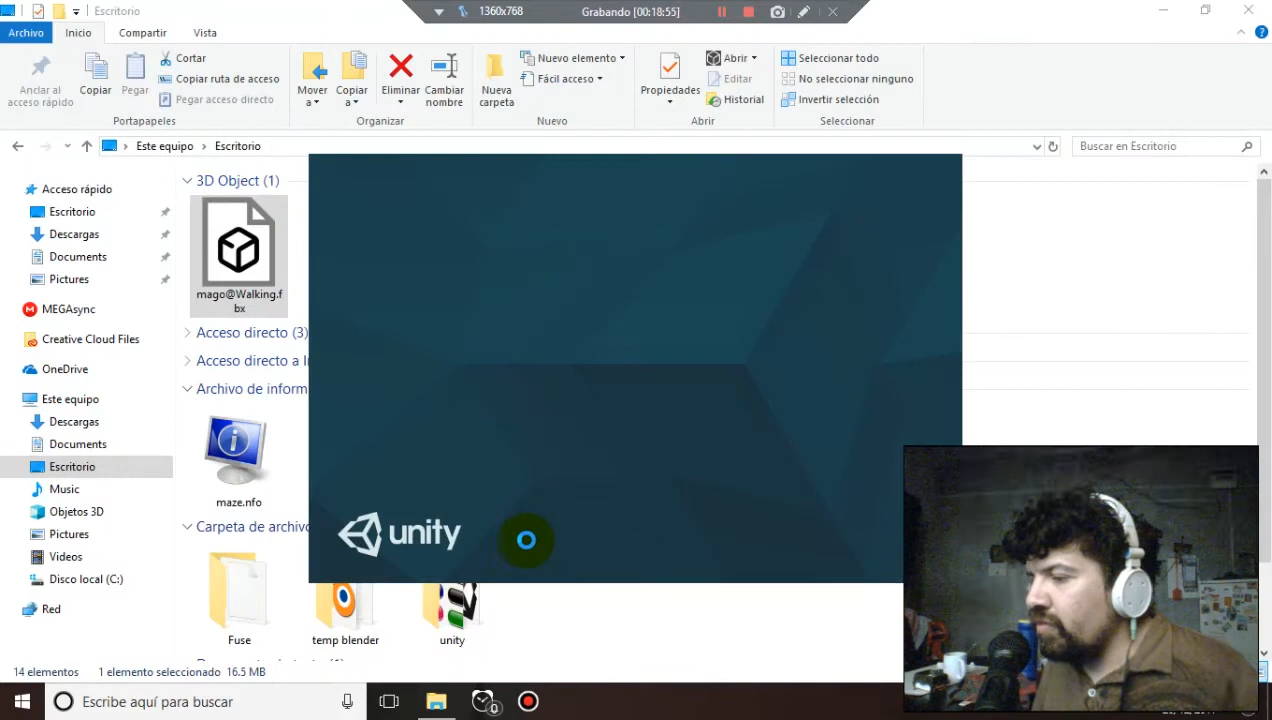 Escritorio
1360x768
Grabando [00:18:55]
Archivo
Inicio
Compartir
Vista
Anclar al
acceso rápido
Copiar
Pegar
Cortar
Copiar ruta de acceso
Pegar acceso directo
Portapapeles
Mover
a
Copiar
a
Eliminar
Cambiar
nombre
Organizar
Nueva
carpeta
Nuevo elemento
Fácil acceso
Nuevo
Propiedades
Abrir
Editar
Historial
Abrir
Seleccionar todo
No seleccionar ninguno
Invertir selección
Seleccionar
Este equipo
Escritorio
Buscar en Escritorio
Acceso rápido
Escritorio
Descargas
Documents
Pictures
MEGAsync
Creative Cloud Files
OneDrive
Este equipo
Descargas
Documents
Escritorio
Music
Objetos 3D
Pictures
Videos
Disco local (C:)
Red
3D Object (1)
mago@Walking.f
bx
Acceso directo (3)
Acceso directo a
Archivo de inform
maze.nfo
Carpeta de archivo
Fuse
temp blender
unity
unity
14 elementos
1 elemento seleccionado 16.5 MB
Escribe aquí para buscar